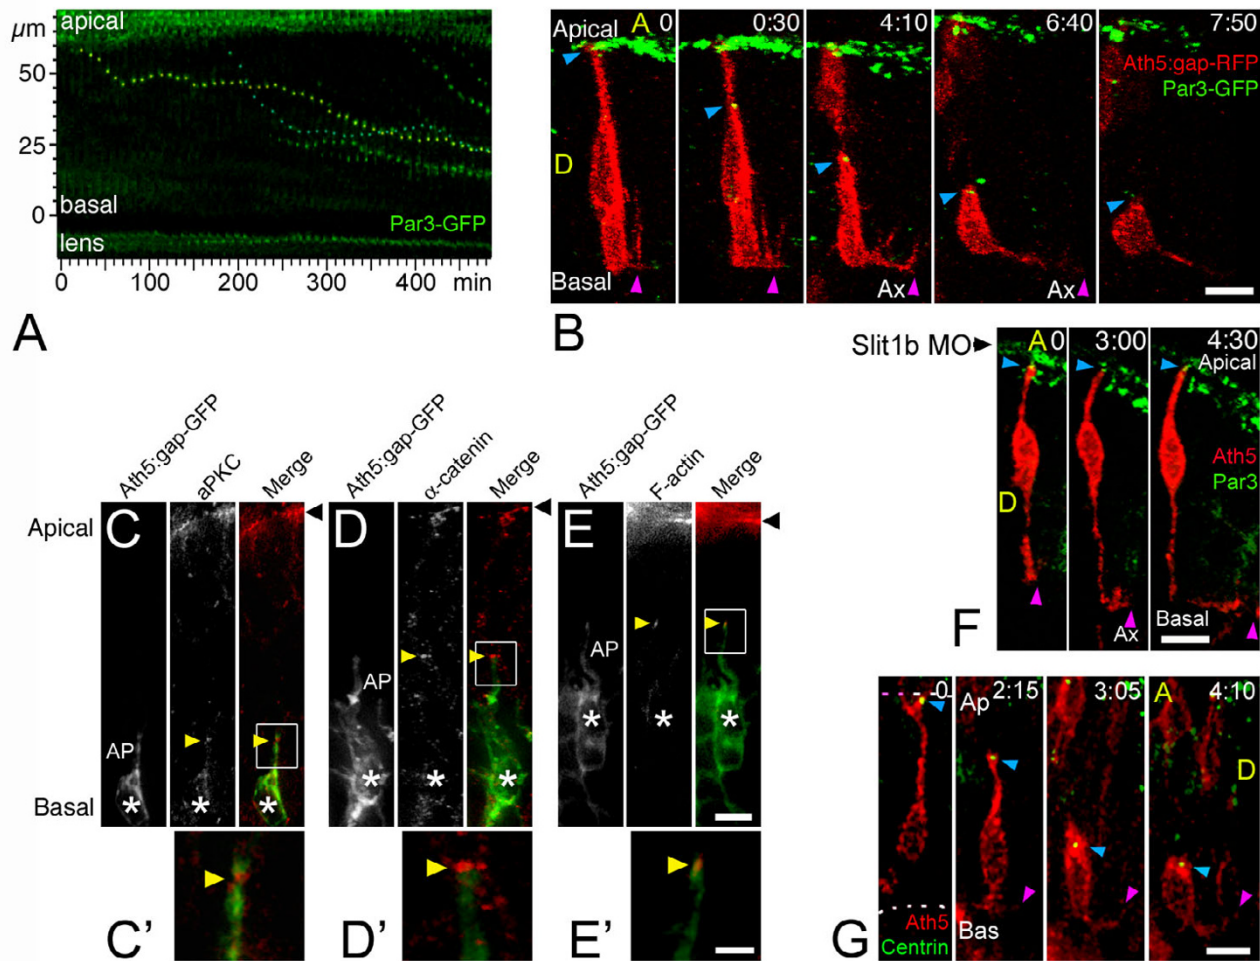 apical
µm
50
25
0
basal
lens
Par3-GFP
0 100 200 300 400 min
A
Apical A 0 0:30 4:10 6:40 7:50
Ath5:gap-RFP
Par3-GFP
D
Basal Ax Ax
B
Slit1b MO
A 0 3:00 4:30
Apical
Ath5
Par3
D
Ax
Basal
F
Ath5:gap-GFP aPKC Merge
Ath5:gap-GFP α-catenin Merge
Ath5:gap-GFP F-actin Merge
Apical
C
D
E
AP
AP
AP
* * *
* * *
* * *
Basal
C'
D'
E'
0 2:15 3:05 4:10
Ap
A
D
Ath5
Centrin
Bas
G